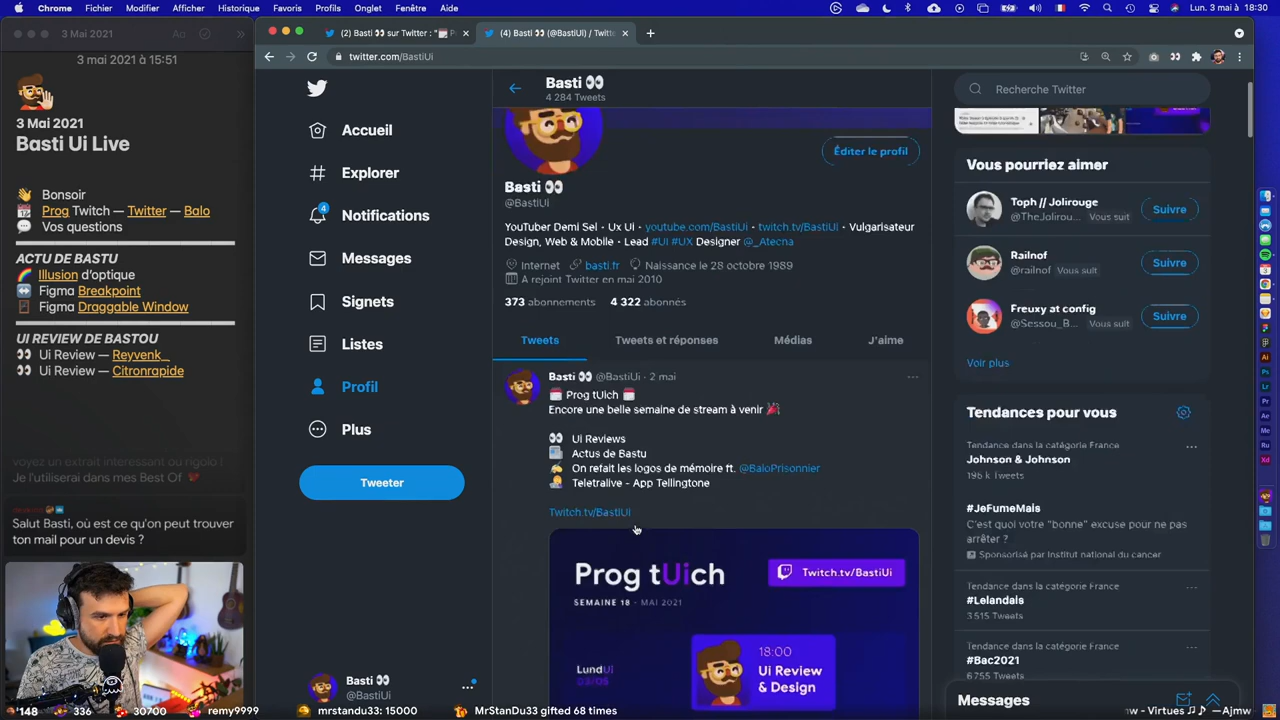 Chrome Fichier Modifier Afficher Historique Favoris Profils Onglet Fenêtre Aide
Lun. 3 mai à 18:30
3 Mai 2021
3 mai 2021 à 15:51
3 Mai 2021
Basti Ui Live
👋 Bonsoir
📅 Prog Twitch — Twitter — Balo
💬 Vos questions
ACTU DE BASTU
🌈 Illusion d'optique
Figma Breakpoint
Figma Draggable Window
UI REVIEW DE BASTOU
👀 Ui Review — Reyvenk_
👀 Ui Review — Citronrapide
voyez un extrait interessant ou rigolo !
Je l'utiliserai dans mes Best Of
Salut Basti, où est ce qu'on peut trouver
ton mail pour un devis ?
(2) Basti 👀 sur Twitter : "
(4) Basti 👀 (@BastiUi) / Twitte
twitter.com/BastiUi
Accueil
Explorer
4
Notifications
Messages
Signets
Listes
Profil
Plus
Tweeter
Basti 👀
@BastiUi
Basti 👀
4 284 Tweets
Éditer le profil
Basti 👀
@BastiUi
YouTuber Demi Sel · Ux Ui · youtube.com/BastiUi · twitch.tv/BastiUI · Vulgarisateur
Design, Web & Mobile · Lead #UI #UX Designer @_Atecna
Internet basti.fr Naissance le 28 octobre 1989
A rejoint Twitter en mai 2010
373 abonnements 4 322 abonnés
Tweets Tweets et réponses Médias J'aime
Basti 👀 @BastiUi · 2 mai
Prog tUich
Encore une belle semaine de stream à venir 🎉
👀 Ui Reviews
Actus de Bastu
On refait les logos de mémoire ft. @BaloPrisonnier
Teletralive - App Tellingtone
Twitch.tv/BastiUI
Prog tUich
Twitch.tv/BastiUi
SEMAINE 18 - MAI 2021
LundUi
03/05
18:00
Ui Review
& Design
Recherche Twitter
Vous pourriez aimer
Toph // Jolirouge
@TheJolirou... Vous suit
Suivre
Railnof
@railnof Vous suit
Suivre
Freuxy at config
@Sessou_B... Vous suit
Suivre
Voir plus
Tendances pour vous
Tendance dans la catégorie France
Johnson & Johnson
196 k Tweets
#JeFumeMais
C'est quoi votre "bonne" excuse pour ne pas
arrêter ?
Sponsorisé par Institut national du cancer
Tendance dans la catégorie France
#Lelandais
3 515 Tweets
Tendance dans la catégorie France
#Bac2021
6 755 Tweets
Messages
148 336 30700 remy9999 mrstandu33: 15000 MrStanDu33 gifted 68 times w - Virtues ♫ ♪ ~Ajmw